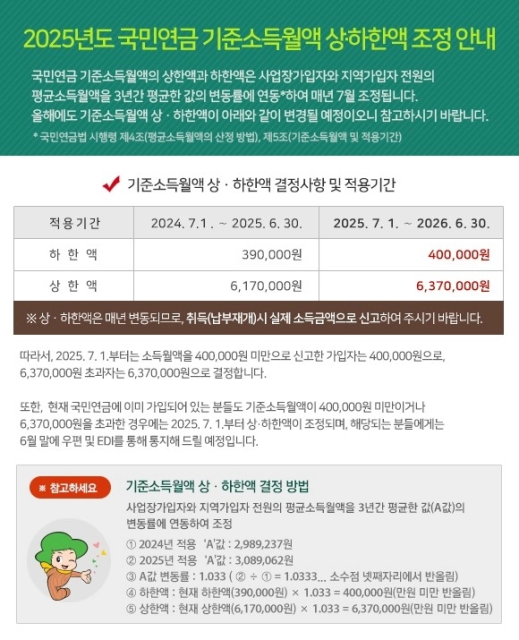 2025년도 국민연금 기준소득월액 상·하한액 조정 안내
국민연금 기준소득월액의 상한액과 하한액은 사업장가입자와 지역가입자 전원의
평균소득월액을 3년간 평균한 값의 변동률에 연동*하여 매년 7월 조정됩니다.
올해에도 기준소득월액 상 · 하한액이 아래와 같이 변경될 예정이오니 참고하시기 바랍니다.
* 국민연금법 시행령 제4조(평균소득월액의 산정 방법), 제5조(기준소득월액 및 적용기간)
기준소득월액 상 · 하한액 결정사항 및 적용기간
적용기간 2024. 7.1. ~ 2025. 6. 30. 2025. 7. 1. ~ 2026. 6. 30.
하 한 액 390,000원 400,000원
상 한 액 6,170,000원 6,370,000원
※ 상 · 하한액은 매년 변동되므로, 취득(납부재개)시 실제 소득금액으로 신고하여 주시기 바랍니다.
따라서, 2025. 7. 1.부터는 소득월액을 400,000원 미만으로 신고한 가입자는 400,000원으로,
6,370,000원 초과자는 6,370,000원으로 결정합니다.
또한, 현재 국민연금에 이미 가입되어 있는 분들도 기준소득월액이 400,000원 미만이거나
6,370,000원을 초과한 경우에는 2025. 7. 1.부터 상·하한액이 조정되며, 해당되는 분들에게는
6월 말에 우편 및 EDI를 통해 통지해 드릴 예정입니다.
※ 참고하세요
기준소득월액 상 · 하한액 결정 방법
사업장가입자와 지역가입자 전원의 평균소득월액을 3년간 평균한 값(A값)의
변동률에 연동하여 조정
① 2024년 적용 ‘A’값 : 2,989,237원
② 2025년 적용 ‘A’값 : 3,089,062원
③ A값 변동률 : 1.033 ( ② ÷ ① = 1.0333... 소수점 넷째자리에서 반올림)
④ 하한액 : 현재 하한액(390,000원) × 1.033 = 400,000원(만원 미만 반올림)
⑤ 상한액 : 현재 상한액(6,170,000원) × 1.033 = 6,370,000원(만원 미만 반올림)